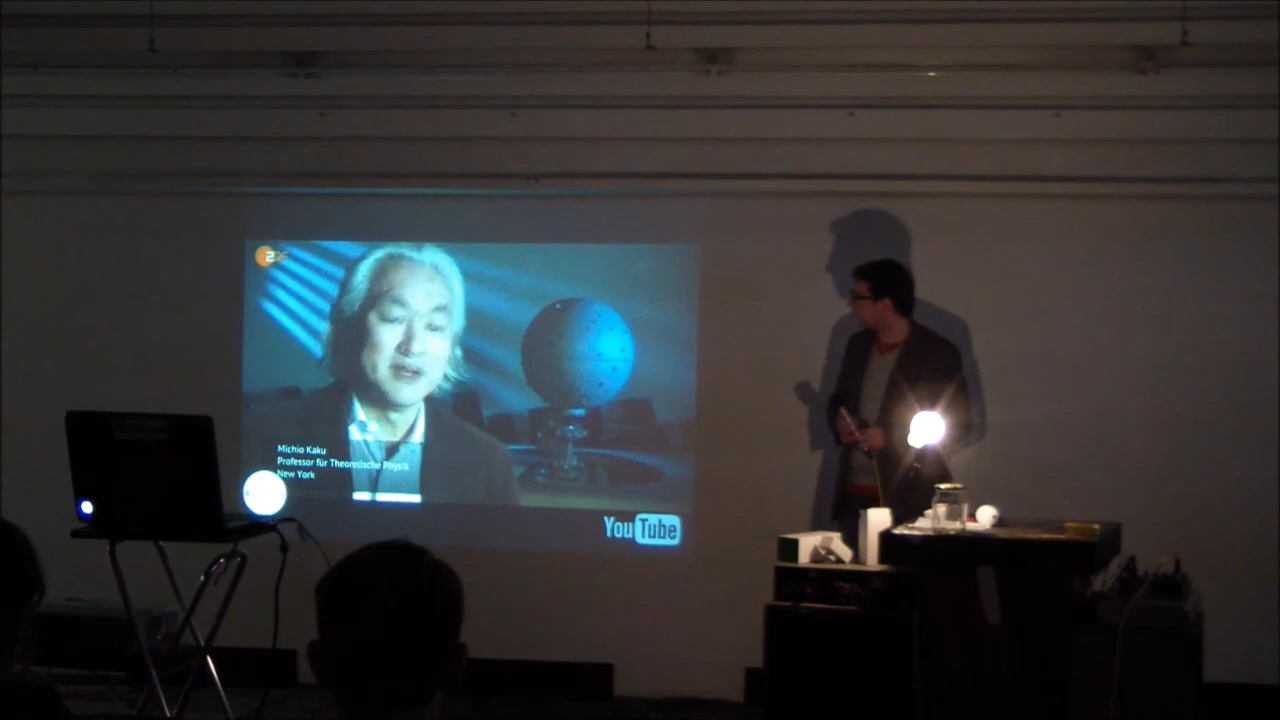 ZDF
Michio Kaku
Professor für Theoretische Physik
New York
YouTube